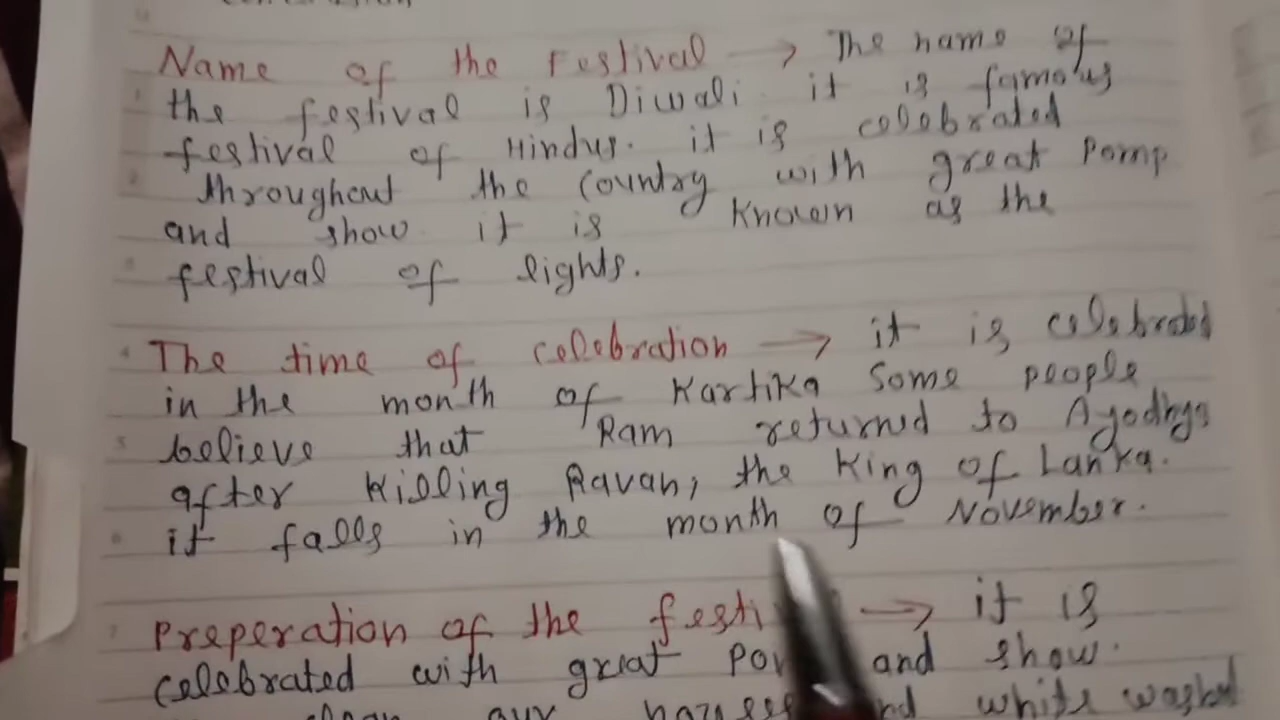 Name of the Festival → The name of
the festival is Diwali it is famous
festival of Hindus. it is celebrated
throughout the country with great Pomp
and show it is known as the
festival of lights.
The time of celebration → it is celebrated
in the month of Kartika Some people
believe that Ram returned to Ayodhya
after killing Ravan, the King of Lanka.
it falls in the month of November.
Preperation of the → it is
celebrated with great and show.
our white washed